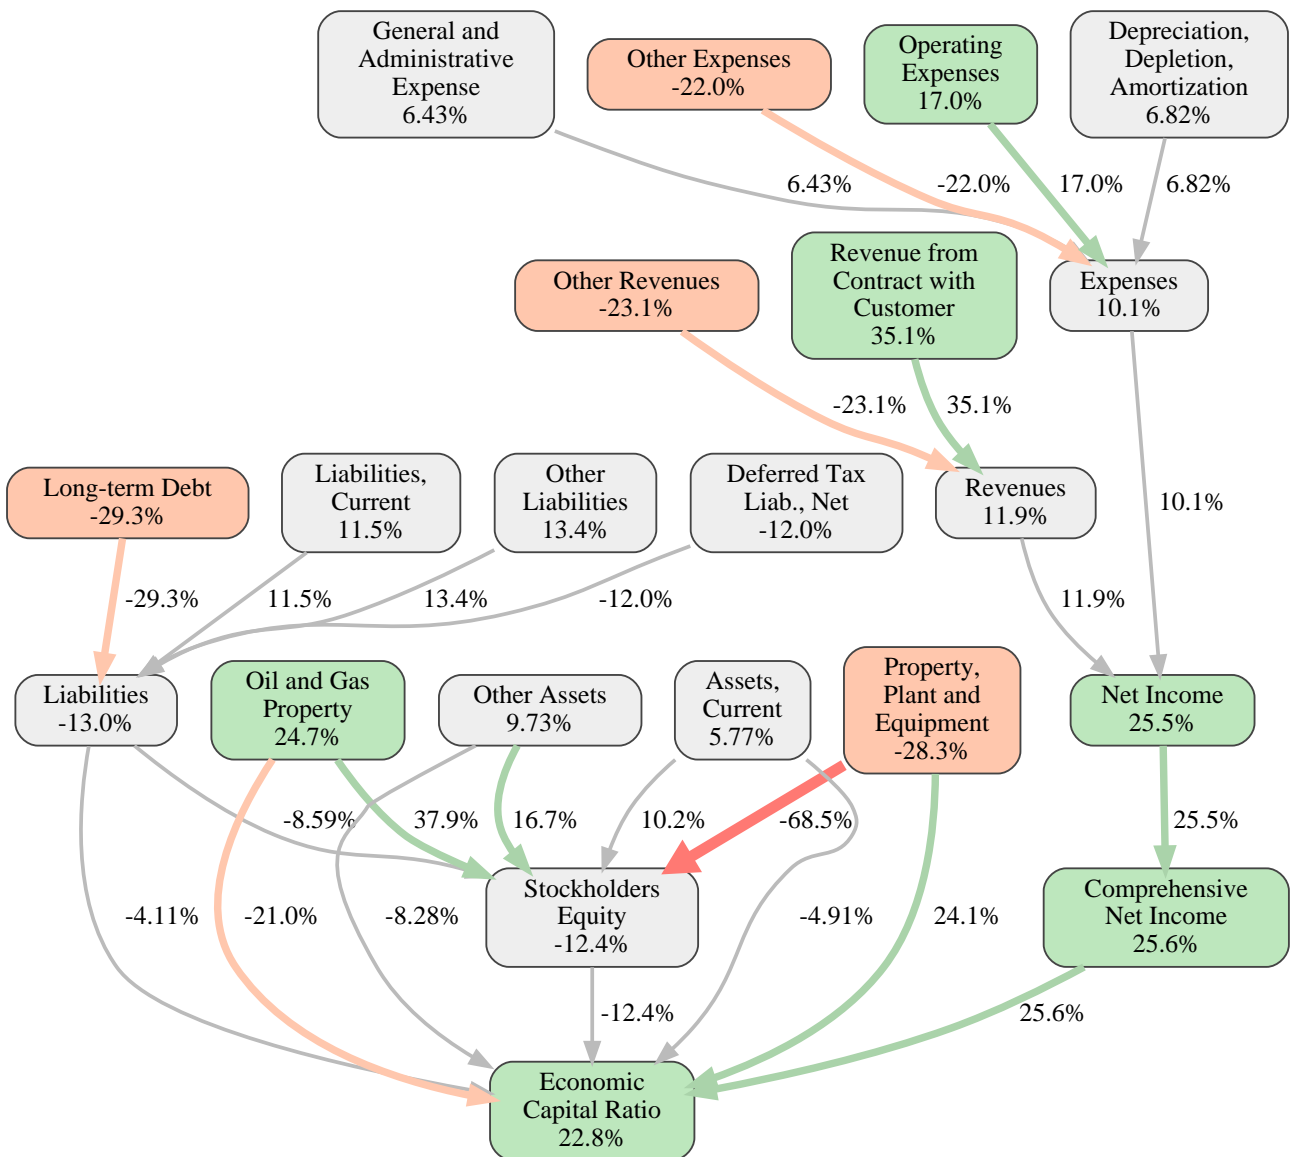 General and
Administrative
Expense
6.43%
Other Expenses
-22.0%
Operating
Expenses
17.0%
Depreciation,
Depletion,
Amortization
6.82%
6.43%
-22.0%
17.0%
6.82%
Other Revenues
-23.1%
Revenue from
Contract with
Customer
35.1%
Expenses
10.1%
-23.1%
35.1%
10.1%
Long-term Debt
-29.3%
Liabilities,
Current
11.5%
Other
Liabilities
13.4%
Deferred Tax
Liab., Net
-12.0%
Revenues
11.9%
-29.3%
11.5%
13.4%
-12.0%
11.9%
Liabilities
-13.0%
Oil and Gas
Property
24.7%
Other Assets
9.73%
Assets,
Current
5.77%
Property,
Plant and
Equipment
-28.3%
Net Income
25.5%
-8.59%
37.9%
16.7%
10.2%
-68.5%
25.5%
-4.11%
-21.0%
-8.28%
Stockholders
Equity
-12.4%
-4.91%
24.1%
Comprehensive
Net Income
25.6%
-12.4%
25.6%
Economic
Capital Ratio
22.8%